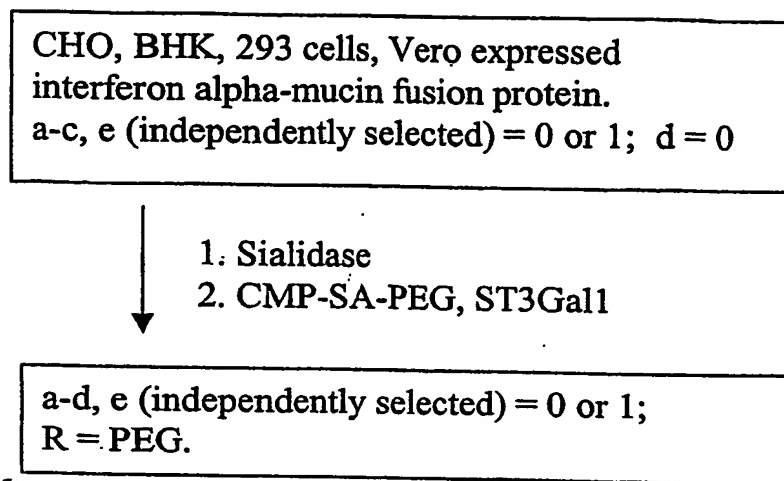 CHO, BHK, 293 cells, Vero expressed
interferon alpha-mucin fusion protein.
a-c, e (independently selected) = 0 or 1; d = 0
1. Sialidase
2. CMP-SA-PEG, ST3Gal1
a-d, e (independently selected) = 0 or 1;
R = PEG.